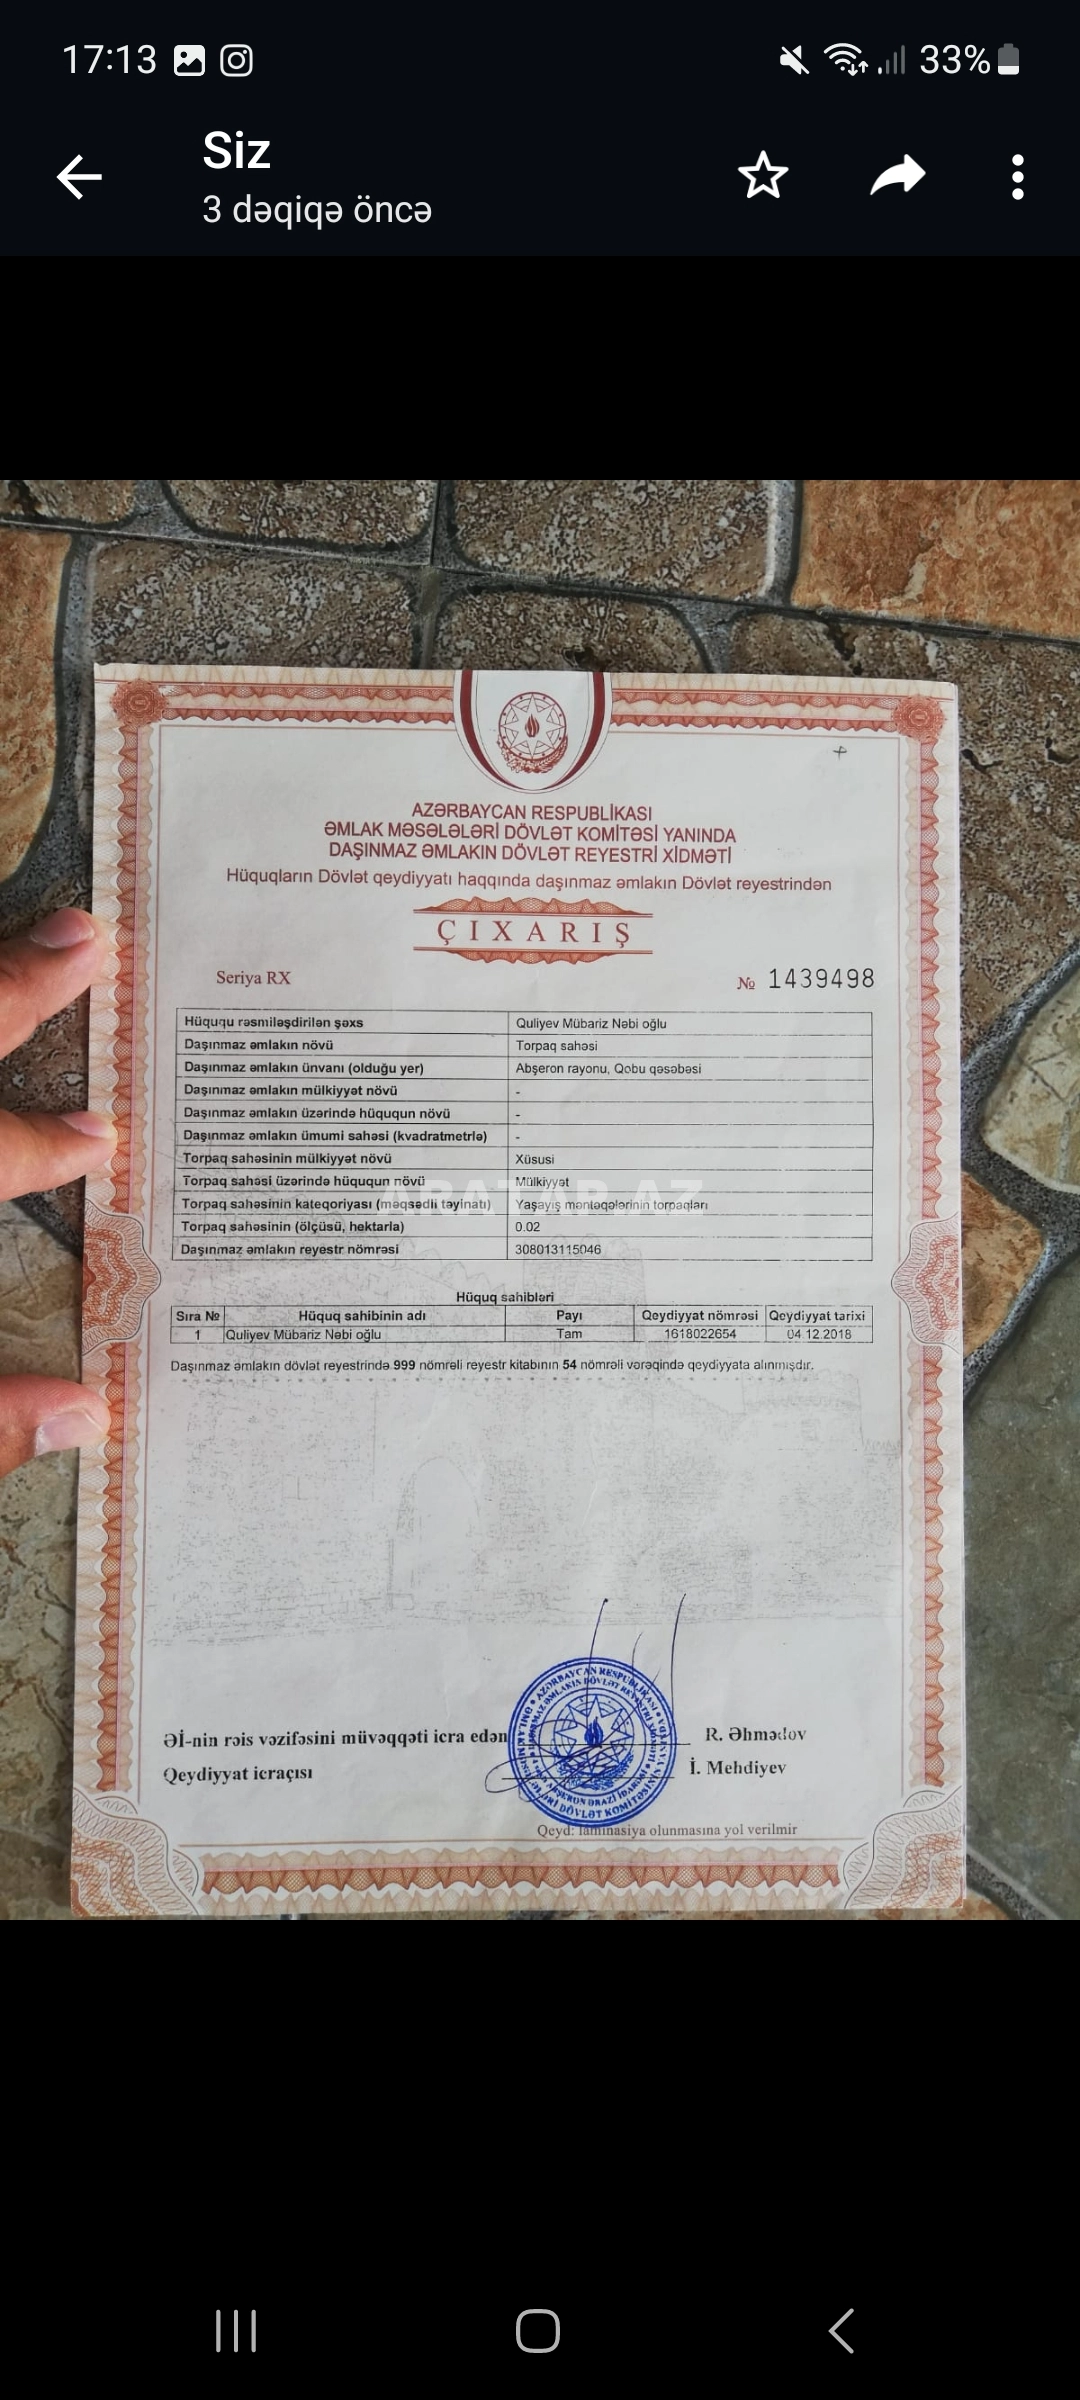 17:13
33%
Siz
3 dəqiqə öncə
AZƏRBAYCAN RESPUBLİKASI
ƏMLAK MƏSƏLƏLƏRİ DÖVLƏT KOMİTƏSİ YANINDA
DAŞINMAZ ƏMLAKIN DÖVLƏT REYESTRİ XİDMƏTİ
Hüquqların Dövlət qeydiyyatı haqqında daşınmaz əmlakın Dövlət reyestrindən
ÇIXARIŞ
Seriya RX № 1439498
Hüququ rəsmiləşdirilən şəxs Quliyev Mübariz Nəbi oğlu
Daşınmaz əmlakın növü Torpaq sahəsi
Daşınmaz əmlakın ünvanı (olduğu yer) Abşeron rayonu, Qobu qəsəbəsi
Daşınmaz əmlakın mülkiyyət növü -
Daşınmaz əmlakın üzərində hüququn növü -
Daşınmaz əmlakın ümumi sahəsi (kvadratmetrlə) -
Torpaq sahəsinin mülkiyyət növü Xüsusi
Torpaq sahəsi üzərində hüququn növü Mülkiyyət
Torpaq sahəsinin kateqoriyası (məqsədli təyinatı) Yaşayış məntəqələrinin torpaqları
Torpaq sahəsinin (ölçüsü, hektarla) 0.02
Daşınmaz əmlakın reyestr nömrəsi 308013115046
ARATAP.AZ
Hüquq sahibləri
Sıra № Hüquq sahibinin adı Payı Qeydiyyat nömrəsi Qeydiyyat tarixi
1 Quliyev Mübariz Nəbi oğlu Tam 1618022654 04.12.2018
Daşınmaz əmlakın dövlət reyestrində 999 nömrəli reyestr kitabının 54 nömrəli vərəqində qeydiyyata alınmışdır.
Əİ-nin rəis vəzifəsini müvəqqəti icra edən R. Əhmədov
Qeydiyyat icraçısı İ. Mehdiyev
Qeyd: laminasiya olunmasına yol verilmir